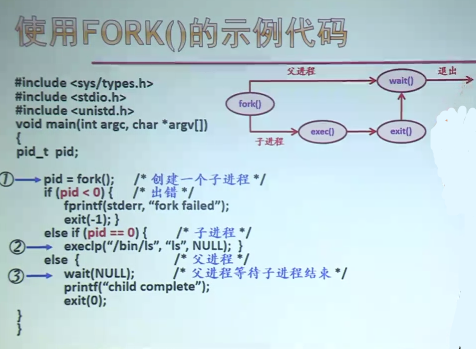 使用FORK()的示例代码
#include <sys/types.h>
#include <stdio.h>
#include <unistd.h>
void main(int argc, char *argv[])
{
pid_t  pid;
① pid = fork();    /* 创建一个子进程 */
if (pid < 0) {    /* 出错 */
fprintf(stderr, “fork failed”);
exit(-1); }
else if (pid == 0) {    /* 子进程 */
② execlp(“/bin/ls”, “ls”, NULL);  }
else  {    /* 父进程 */
③ wait(NULL);    /* 父进程等待子进程结束 */
printf(“child complete”);
exit(0);
}
}
父进程
退出
wait()
fork()
子进程
exec()
exit()